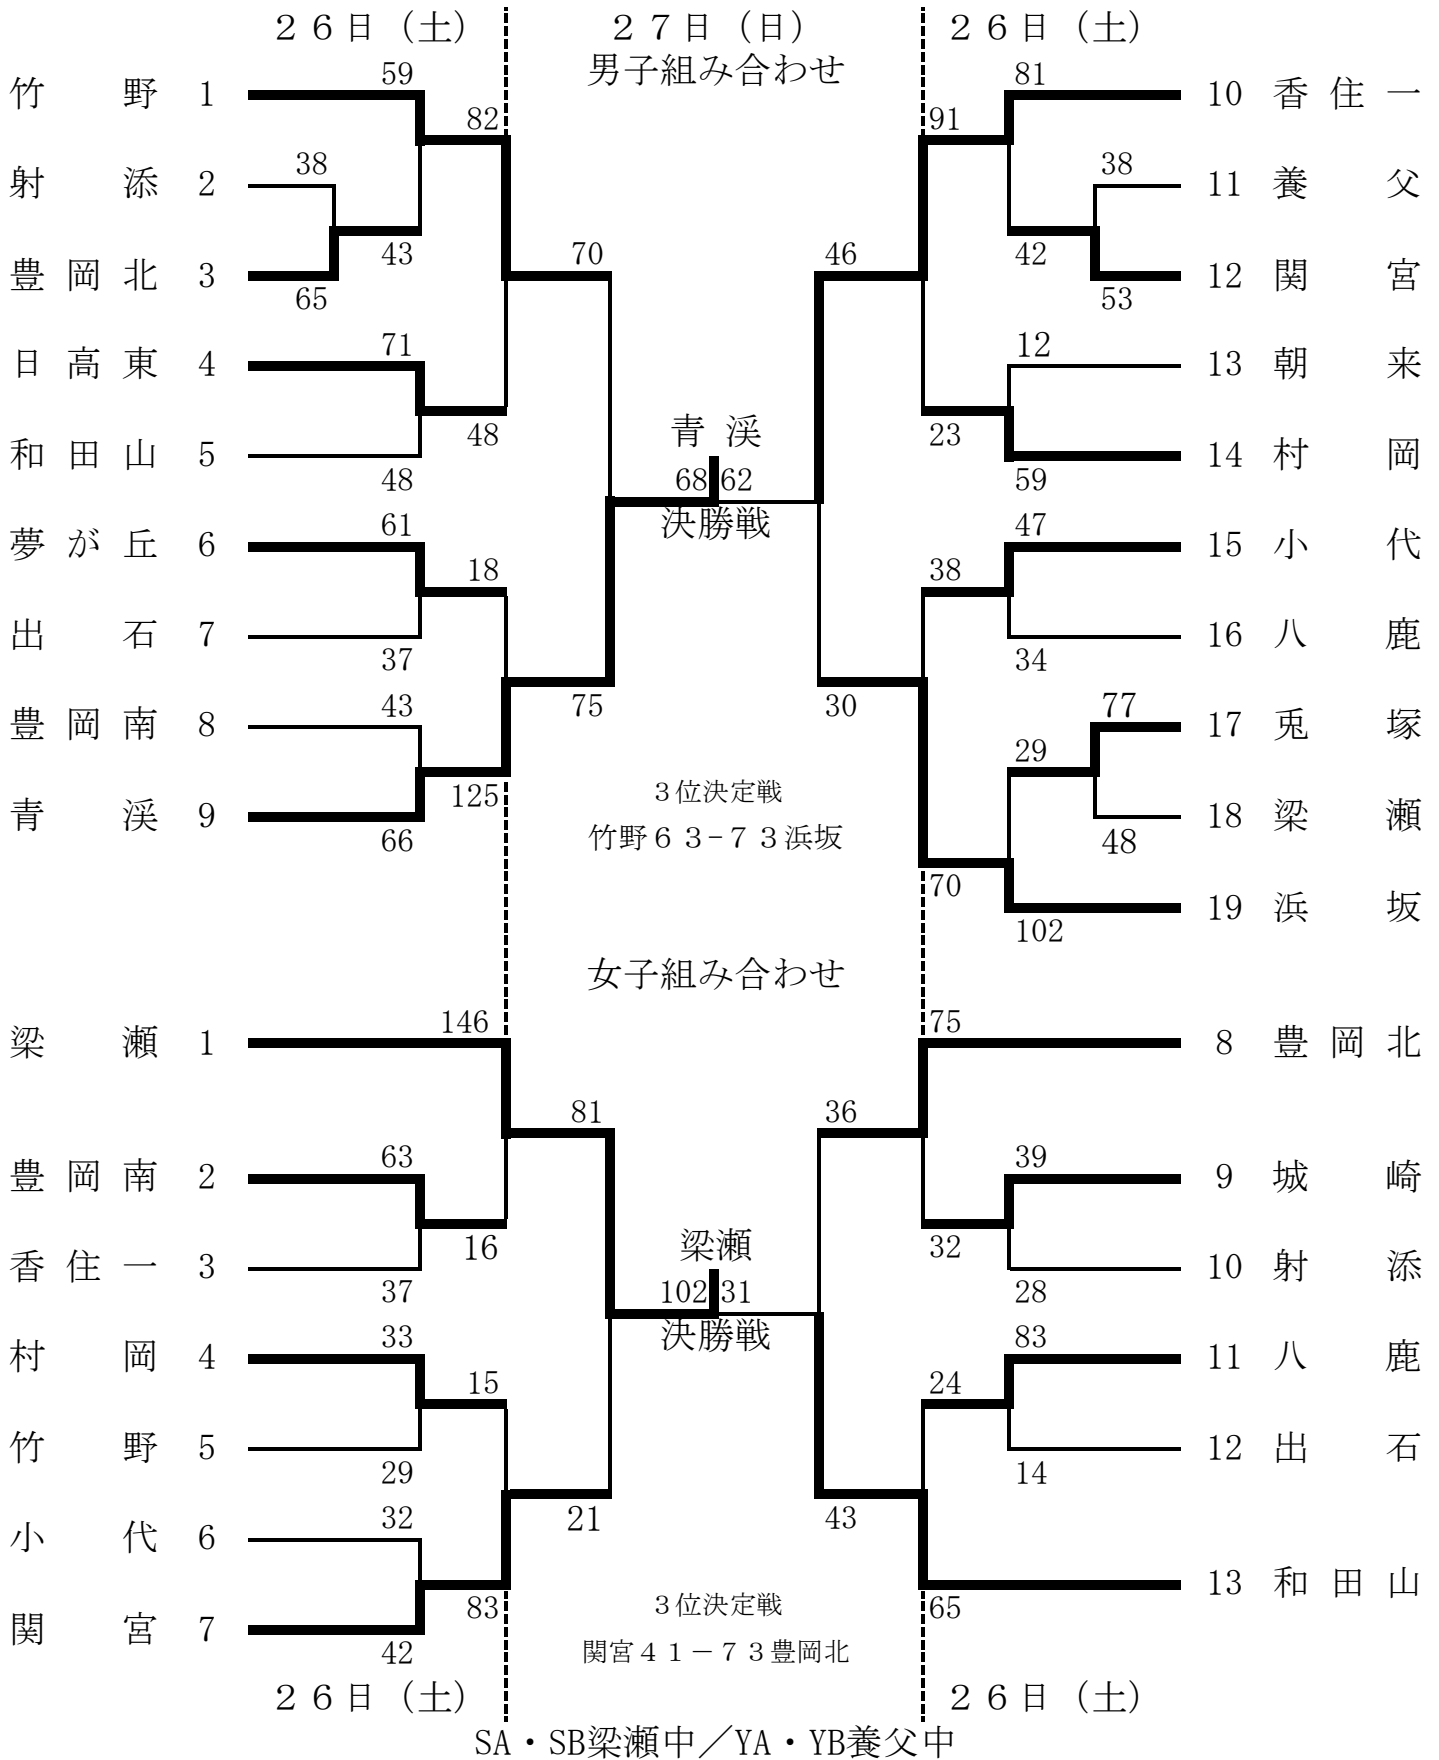 ２６日（土） ２７日（日） ２６日（土）
男子組み合わせ
59 81
竹野 1 10 香住一
82 91
38 38
射添 2 11 養父
43 70 46 42
豊岡北 3 12 関宮
65 53
71 12
日高東 4 13 朝来
48 青渓 23
和田山 5 14 村岡
48 68 62 59
決勝戦
61 47
夢が丘 6 15 小代
18 38
出石 7 16 八鹿
37 34
43 75 30 77
豊岡南 8 17 兎塚
29
125 ３位決定戦
青渓 9 18 梁瀬
66 竹野６３−７３浜坂 48
70
19 浜坂
102
女子組み合わせ
146 75
梁瀬 1 8 豊岡北
81 36
63 39
豊岡南 2 9 城崎
16 梁瀬 32
香住一 3 10 射添
37 102 31 28
33 決勝戦 83
村岡 4 11 八鹿
15 24
竹野 5 12 出石
29 14
32 21 43
小代 6
13 和田山
83 ３位決定戦 65
関宮 7
42 関宮４１−７３豊岡北
２６日（土） ２６日（土）
SA・SB梁瀬中／YA・YB養父中